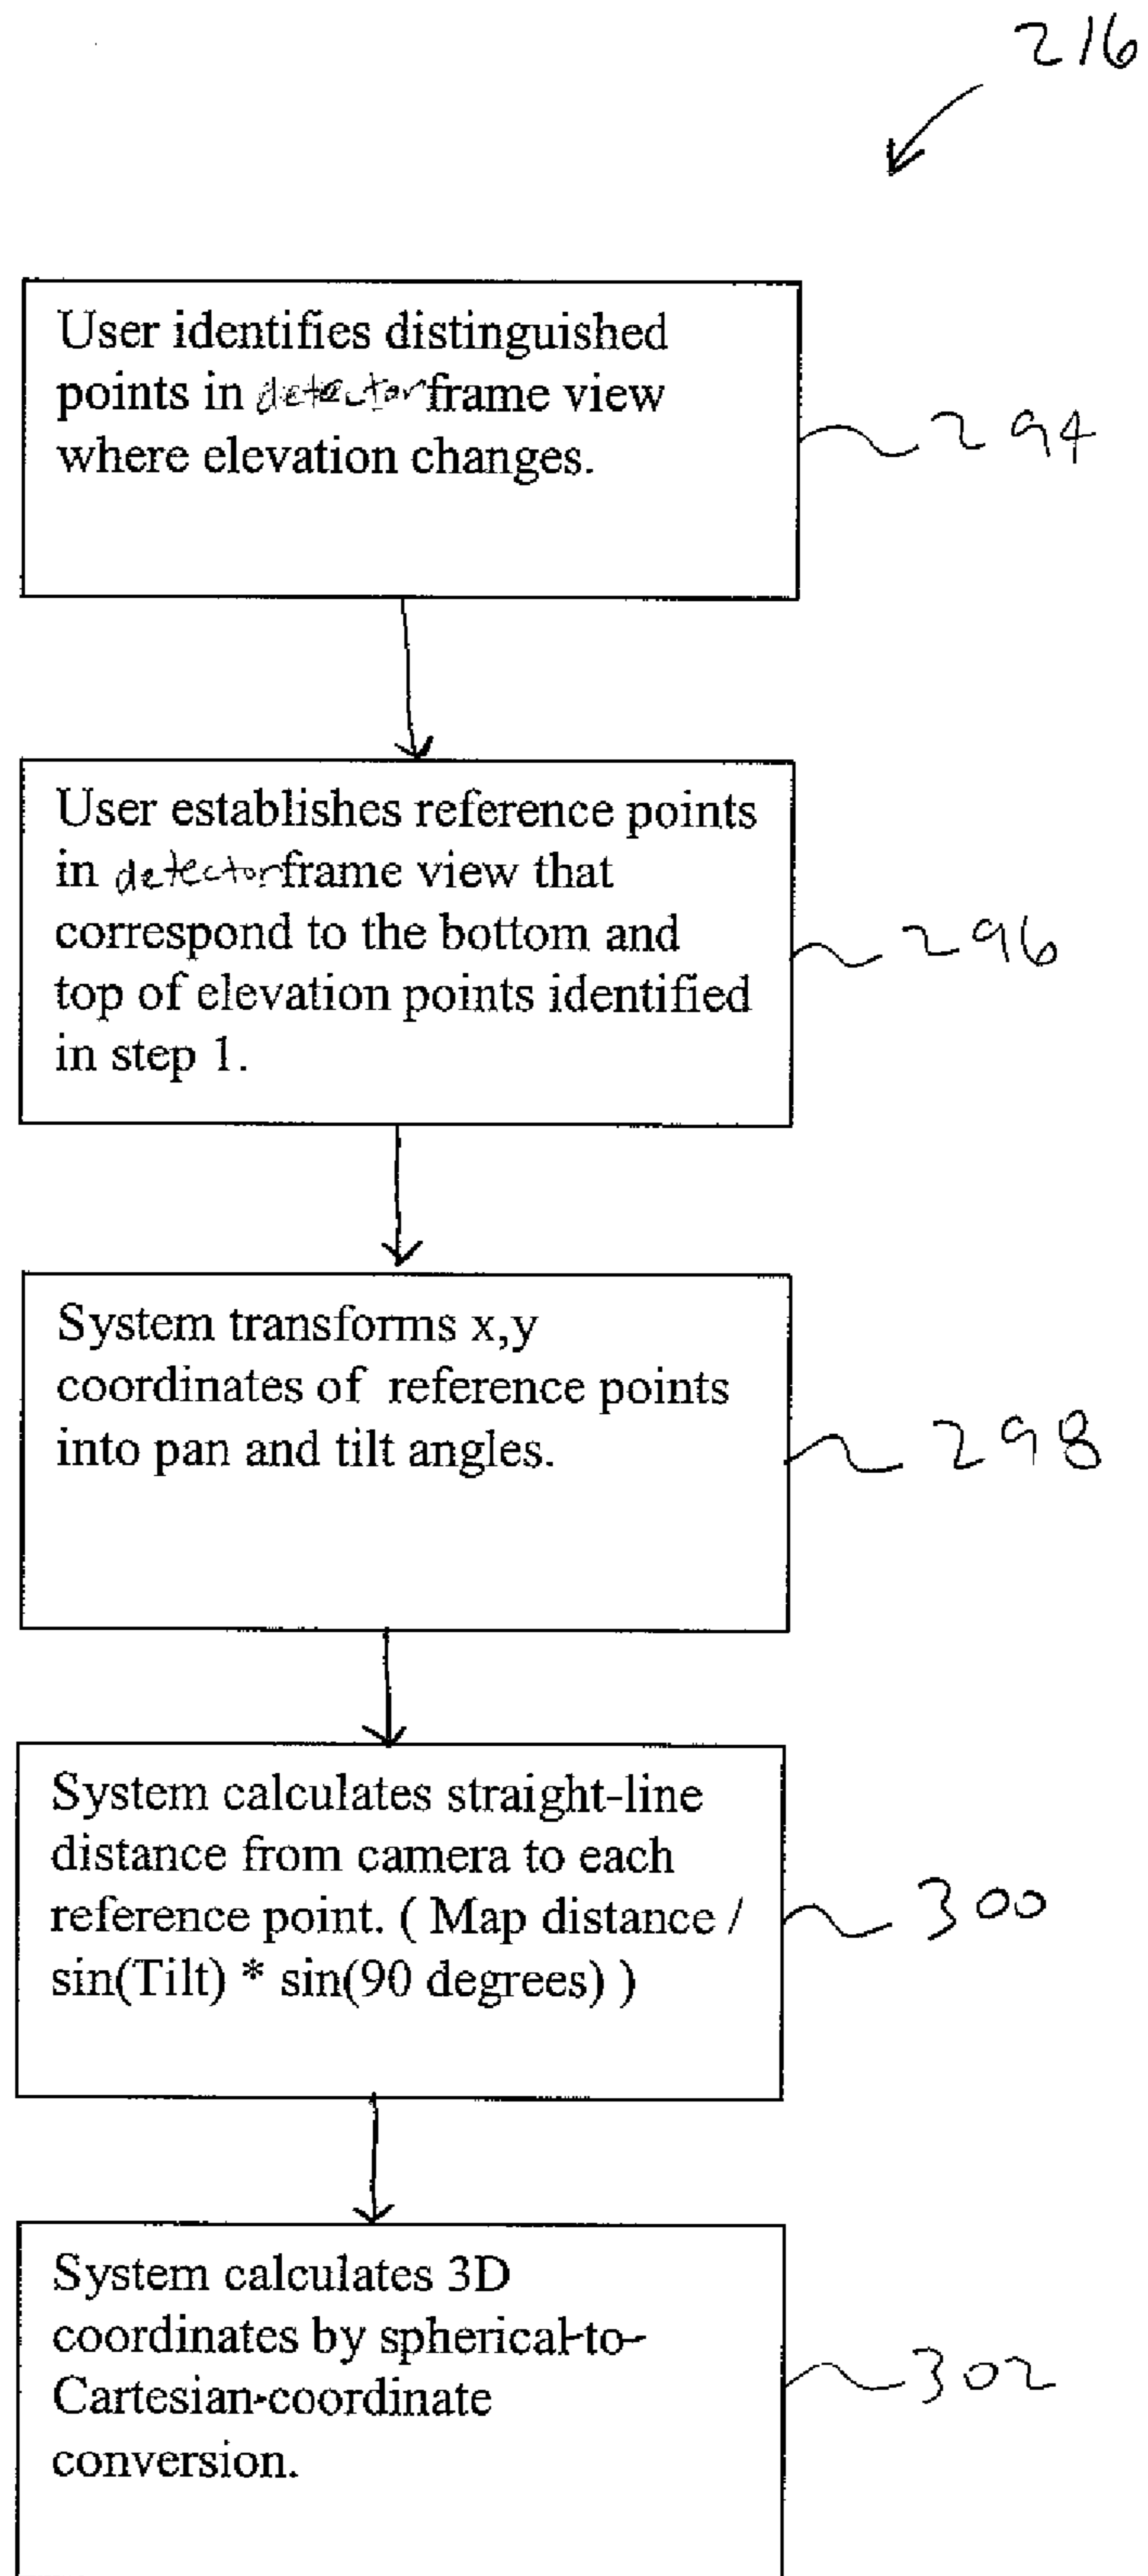 216
User identifies distinguished
points in detector frame view
where elevation changes.
294
User establishes reference points
in detector frame view that
correspond to the bottom and
top of elevation points identified
in step 1.
296
System transforms x,y
coordinates of reference points
into pan and tilt angles.
298
System calculates straight-line
distance from camera to each
reference point. ( Map distance /
sin(Tilt) * sin(90 degrees) )
300
System calculates 3D
coordinates by spherical-to-
Cartesian-coordinate
conversion.
302